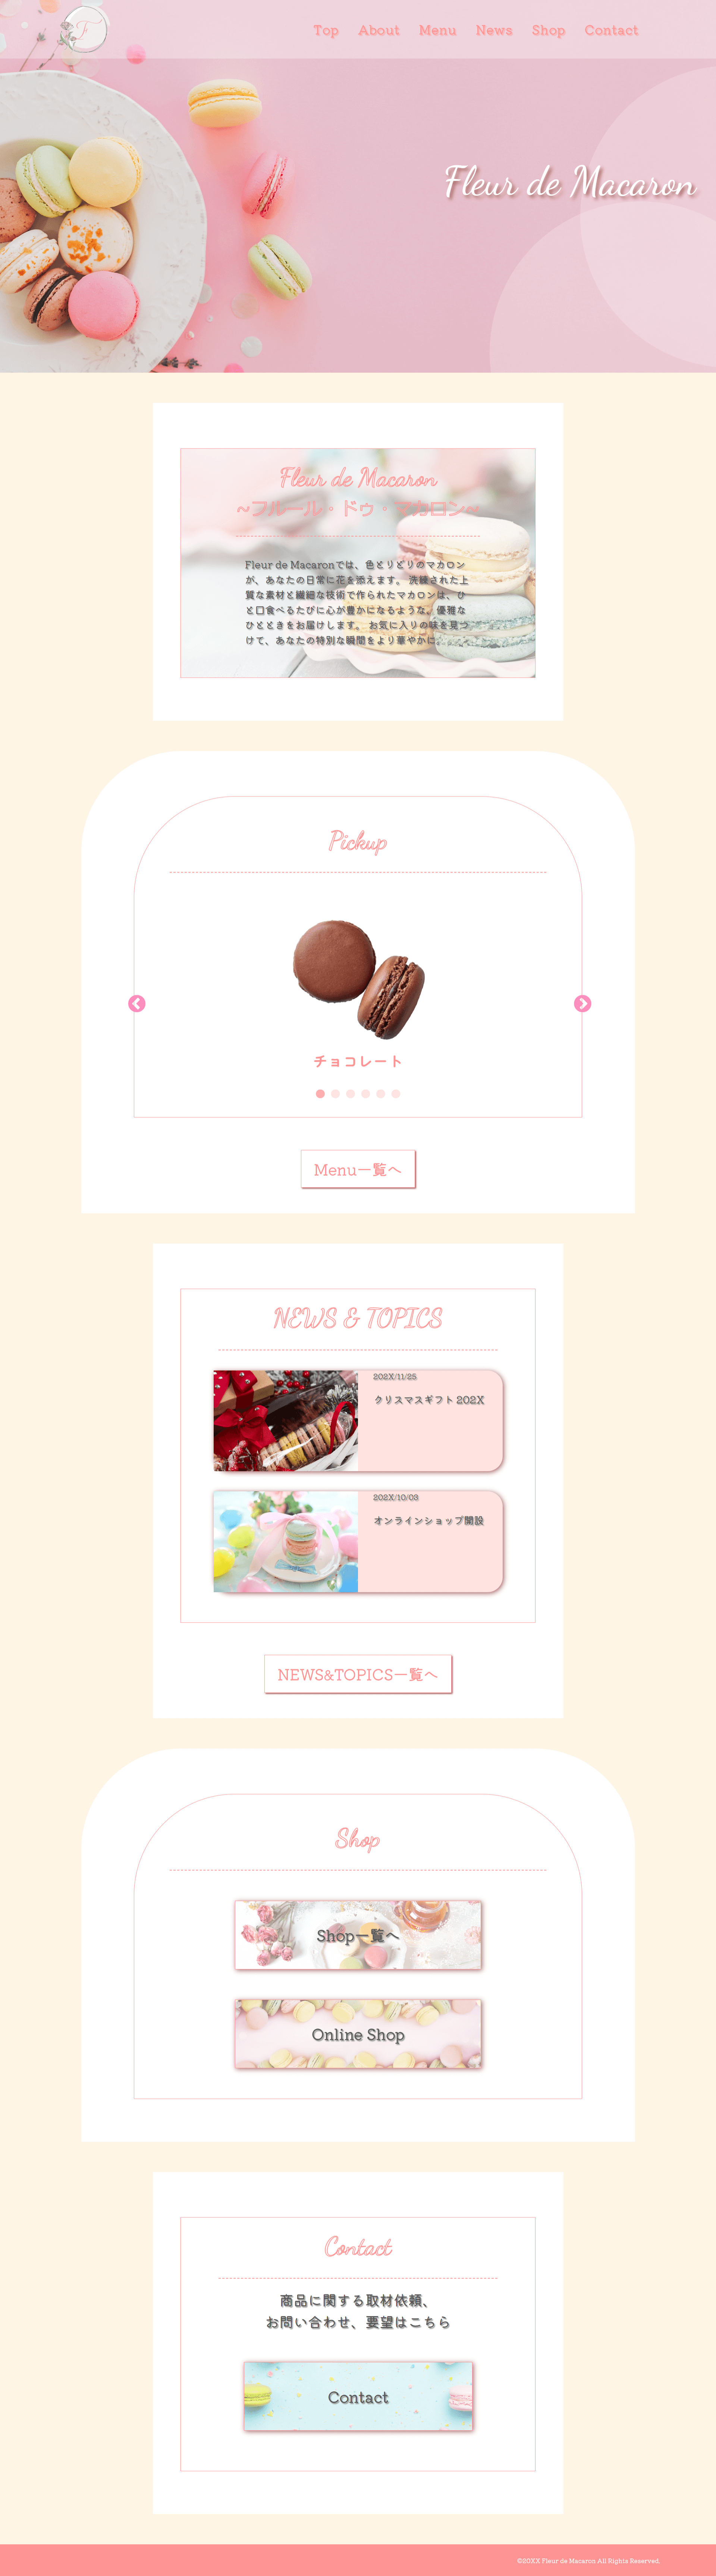 F
Top About Menu News Shop Contact
Fleur de Macaron
Fleur de Macaron
~フルール・ドゥ・マカロン~
Fleur de Macaronでは、色とりどりのマカロン
が、あなたの日常に花を添えます。 洗練された上
質な素材と繊細な技術で作られたマカロンは、ひ
と口食べるたびに心が豊かになるような、優雅な
ひとときをお届けします。 お気に入りの味を見つ
けて、あなたの特別な瞬間をより華やかに。
Pickup
チョコレート
Menu一覧へ
NEWS & TOPICS
202X/11/25
クリスマスギフト 202X
202X/10/03
オンラインショップ開設
NEWS&TOPICS一覧へ
Shop
Shop一覧へ
Online Shop
Contact
商品に関する取材依頼、
お問い合わせ、要望はこちら
Contact
©20XX Fleur de Macaron All Rights Reserved.